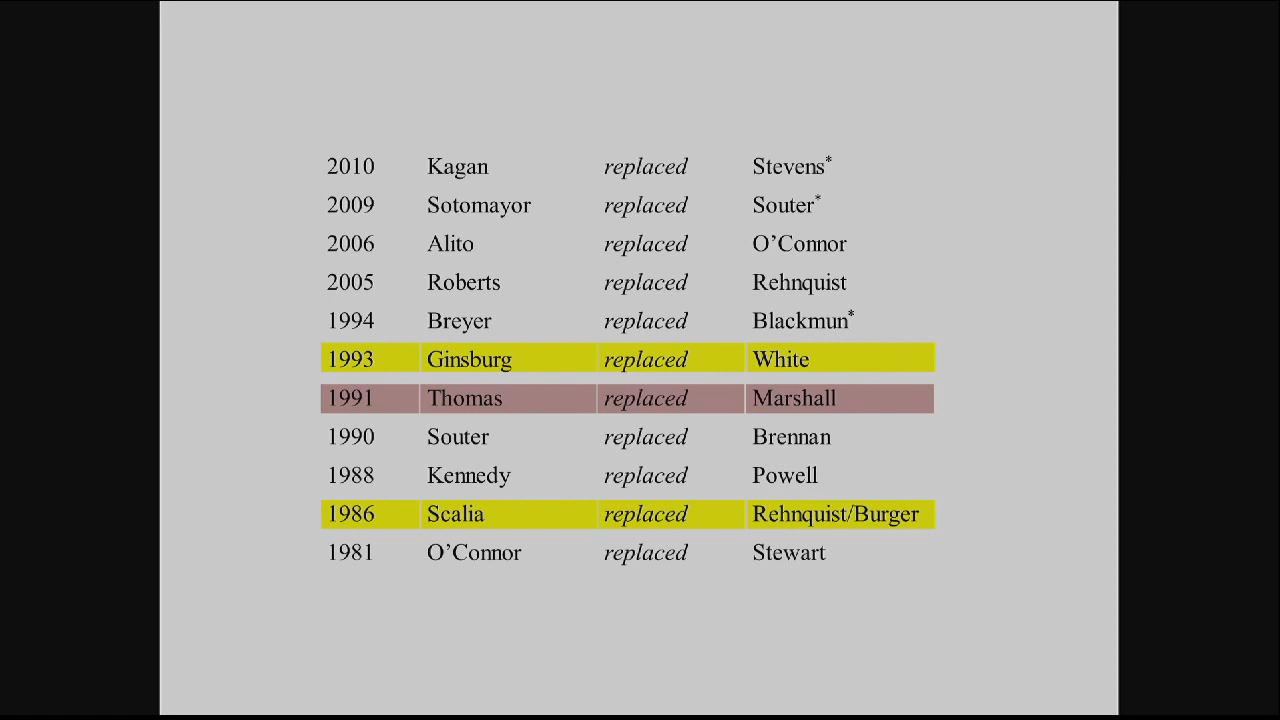 2010 Kagan replaced Stevens*
2009 Sotomayor replaced Souter*
2006 Alito replaced O’Connor
2005 Roberts replaced Rehnquist
1994 Breyer replaced Blackmun*
1993 Ginsburg replaced White
1991 Thomas replaced Marshall
1990 Souter replaced Brennan
1988 Kennedy replaced Powell
1986 Scalia replaced Rehnquist/Burger
1981 O’Connor replaced Stewart